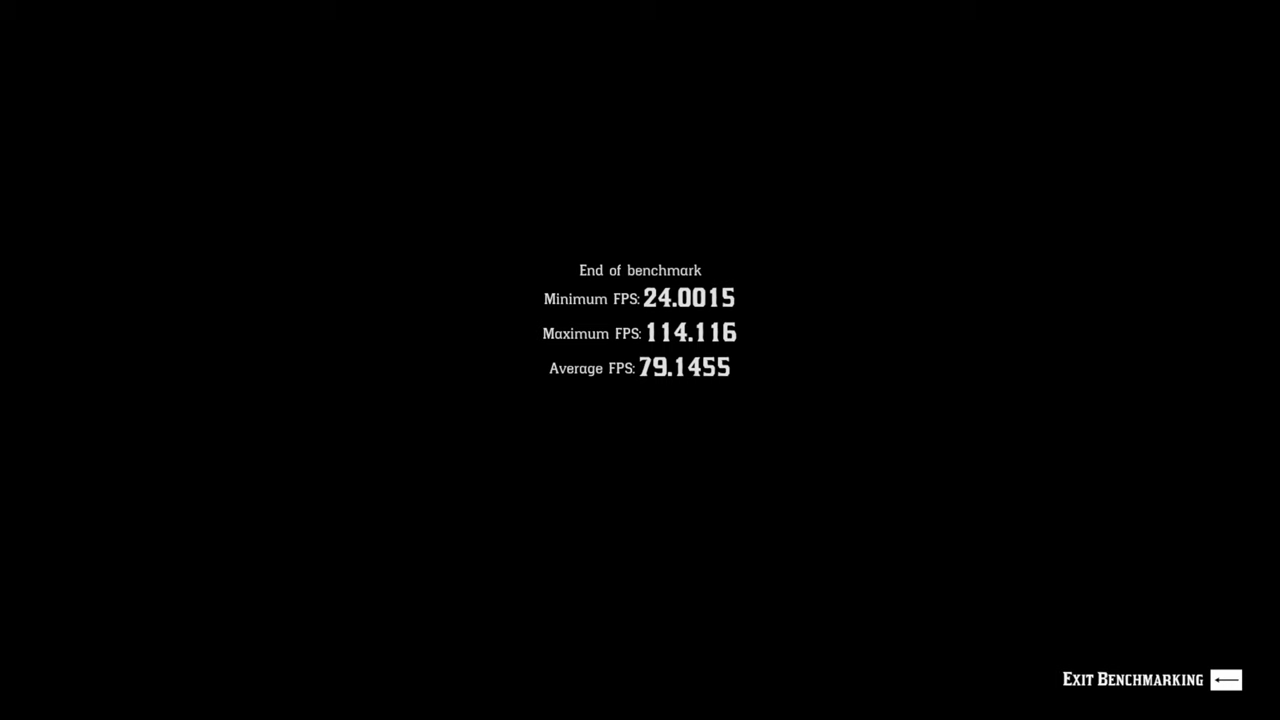 End of benchmark
Minimum FPS: 24.0015
Maximum FPS: 114.116
Average FPS: 79.1455
Exit Benchmarking